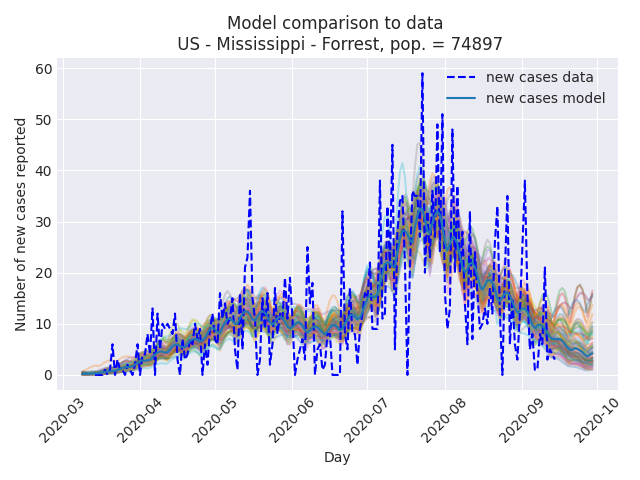 Model comparison to data
US - Mississippi - Forrest, pop. = 74897
new cases data
new cases model
Number of new cases reported
60
50
40
30
20
10
0
2020-03
2020-04
2020-05
2020-06
2020-07
2020-08
2020-09
2020-10
Day